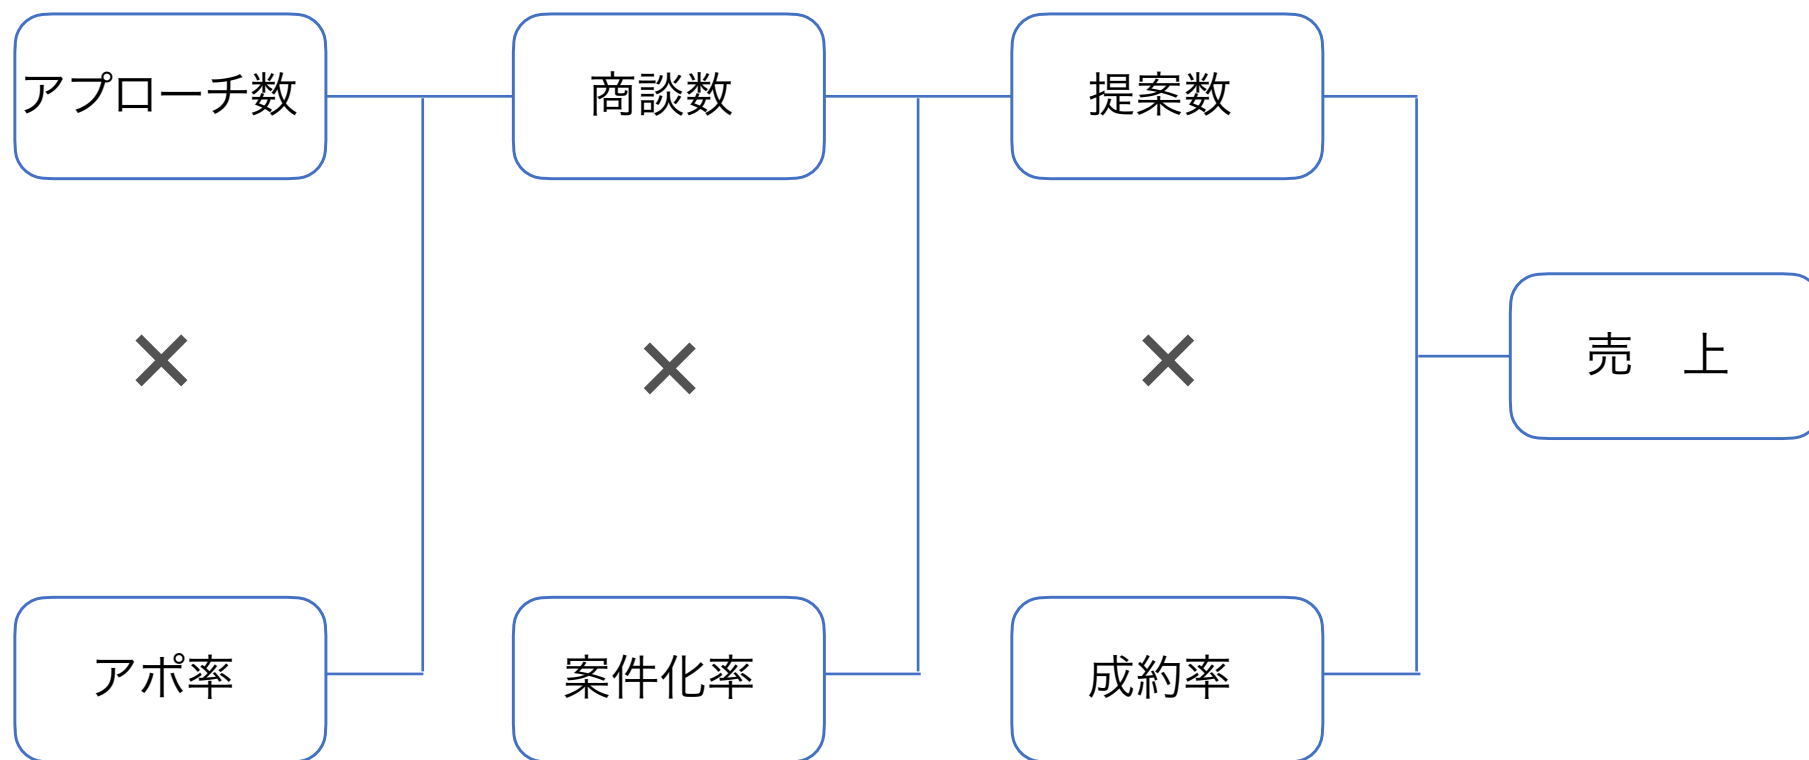 アプローチ数
商談数
提案数
×
×
×
売　上
アポ率
案件化率
成約率